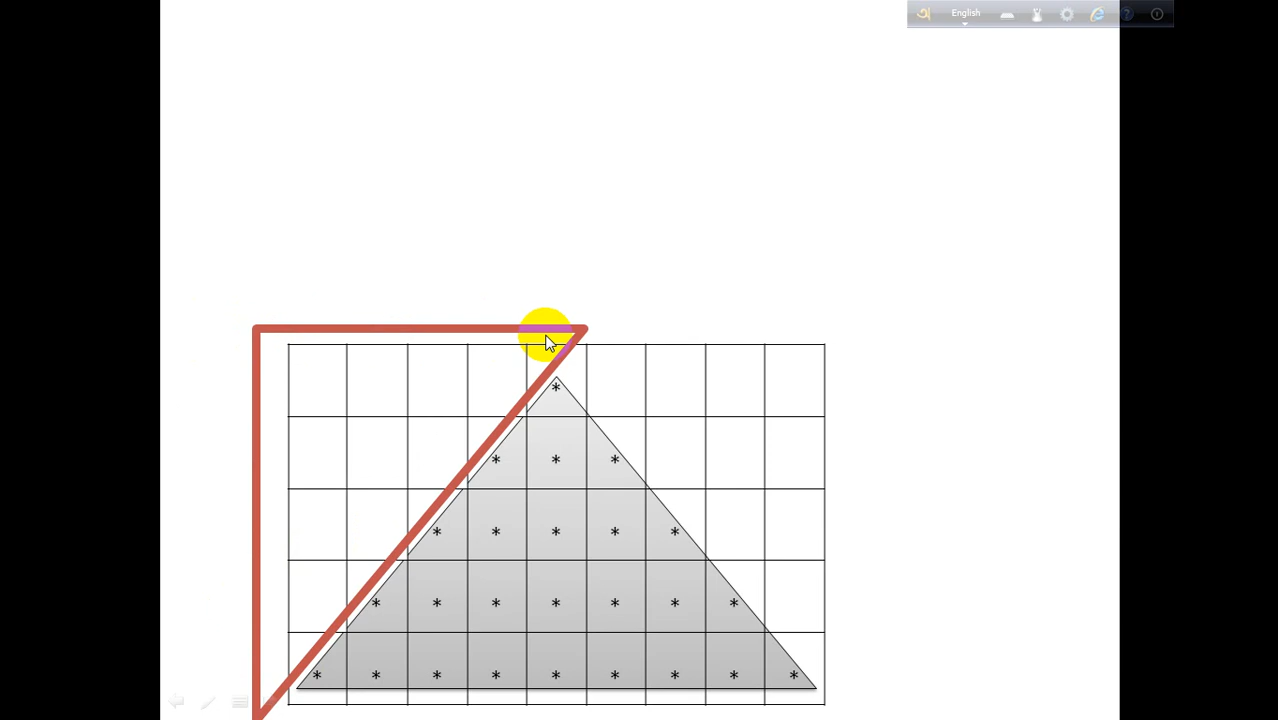 English
*
* * *
* * * * *
* * * * * * *
* * * * * * * * *